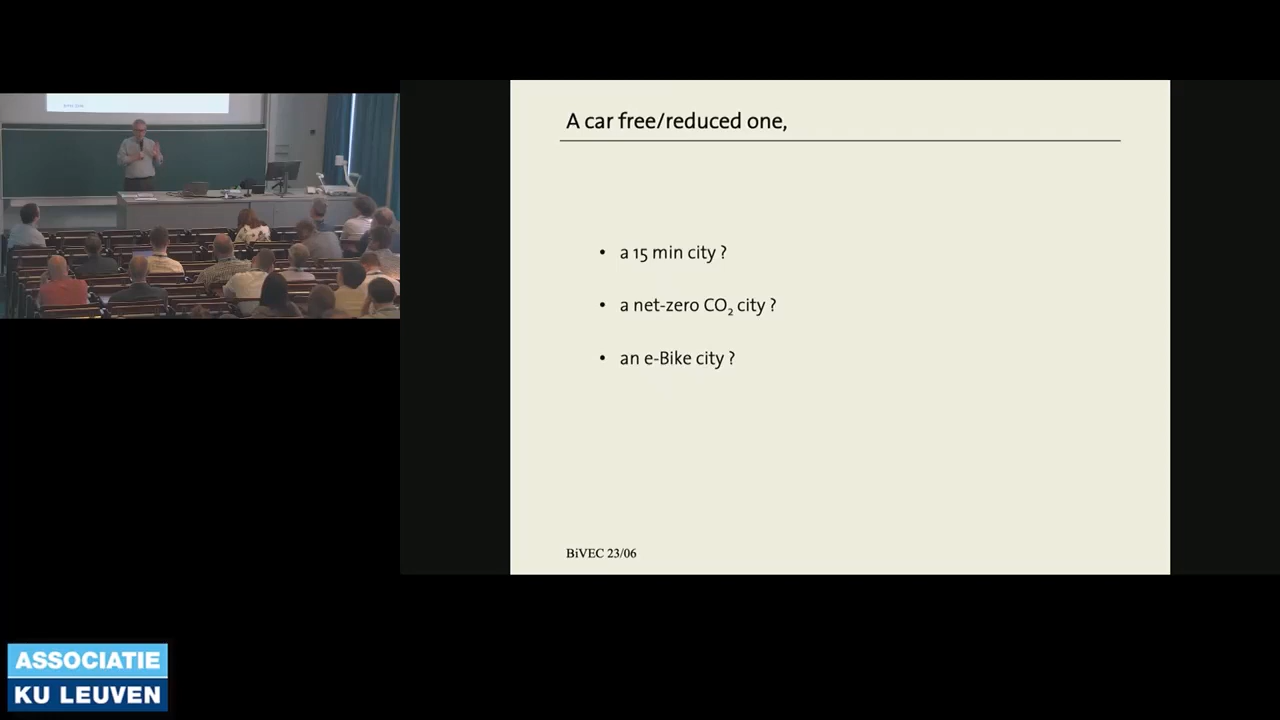 A car free/reduced one,
• a 15 min city ?
• a net-zero CO₂ city ?
• an e-Bike city ?
BiVEC 23/06
ASSOCIATIE
KU LEUVEN